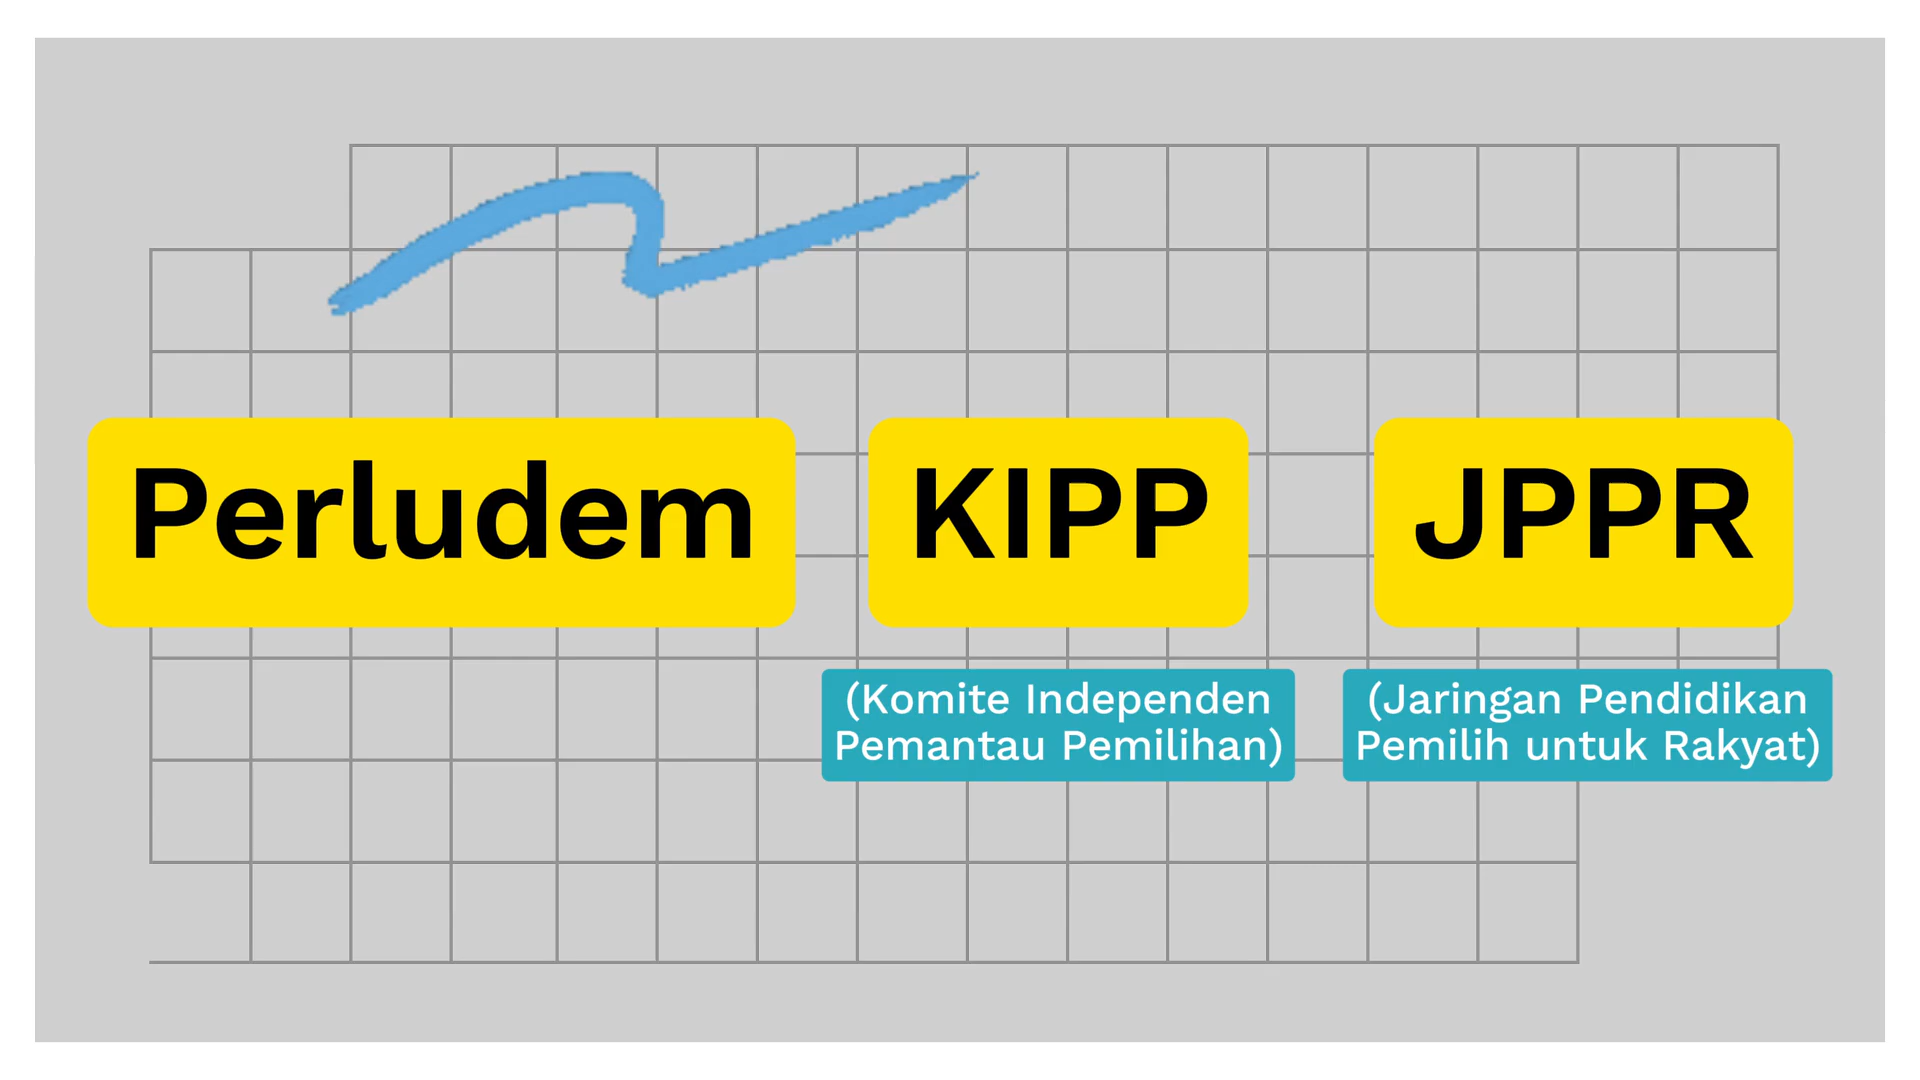 Perludem
KIPP
JPPR
(Komite Independen
Pemantau Pemilihan)
(Jaringan Pendidikan
Pemilih untuk Rakyat)